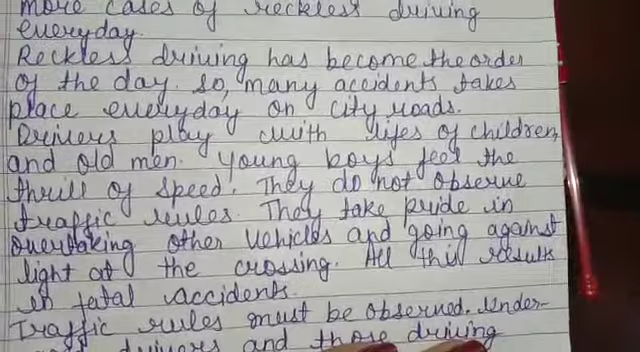 more cases of reckless driving
everyday.
Reckless driving has become the order
of the day. So, many accidents takes
place everyday on city roads.
Drivers play with lifes of children,
and old men. Young boys feel the
thrill of speed. They do not observe
traffic rules. They take pride in
overtaking other vehicles and going against
light at the crossing. All this results
in fatal accidents.
Traffic rules must be observed. Under-
drivers and those driving